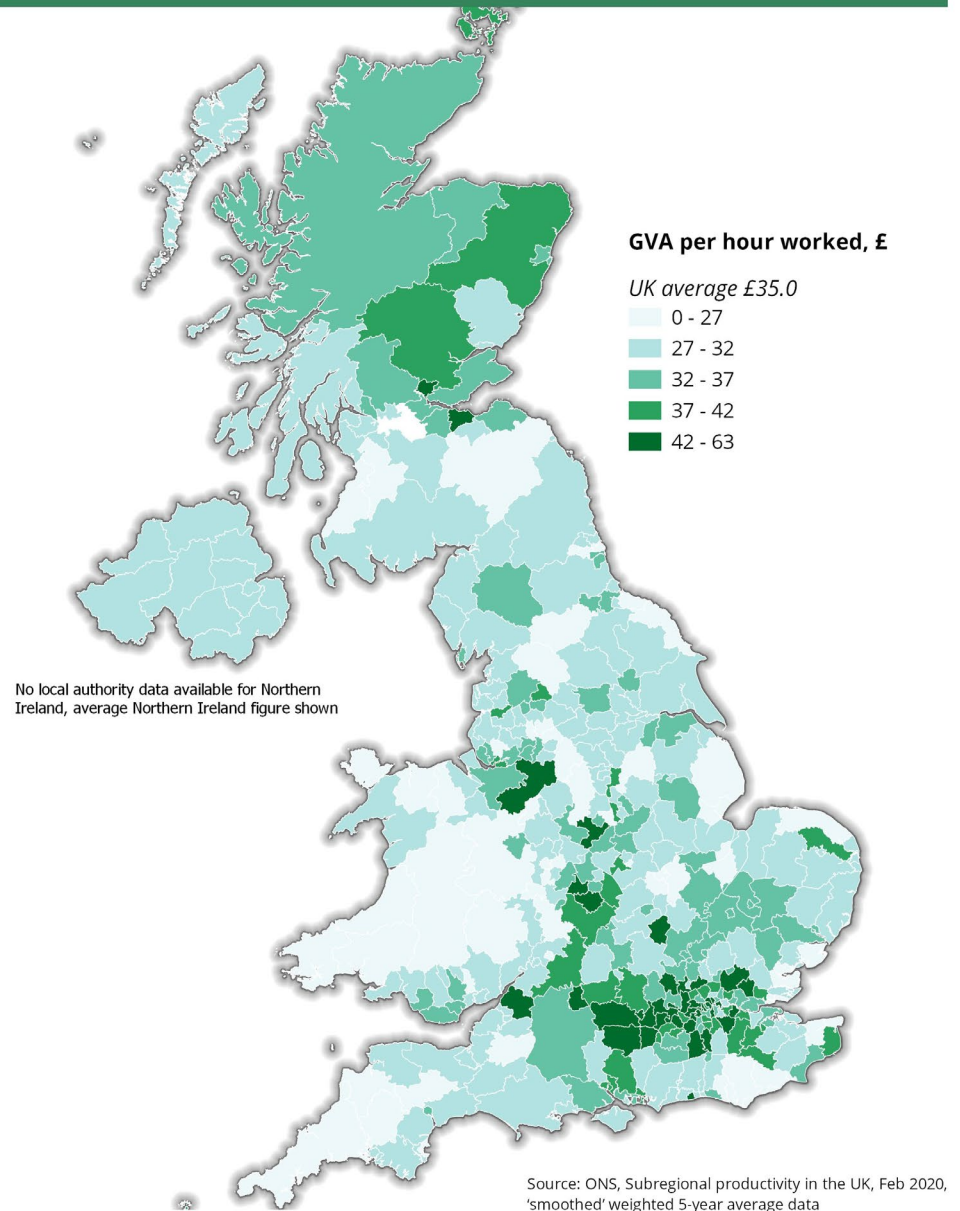 GVA per hour worked, £
UK average £35.0
0 - 27
27 - 32
32 - 37
37 - 42
42 - 63
No local authority data available for Northern
Ireland, average Northern Ireland figure shown
Source: ONS, Subregional productivity in the UK, Feb 2020,
‘smoothed’ weighted 5-year average data